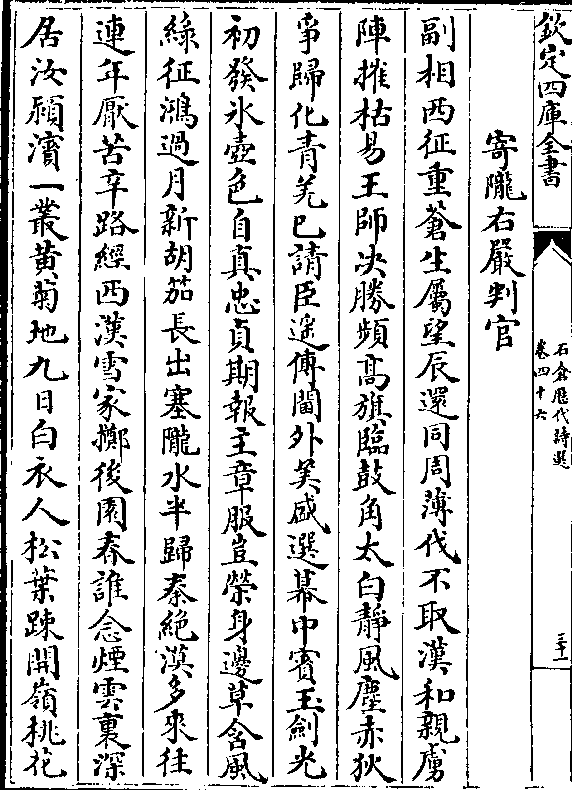 欽定四庫全書
石倉歷代詩選
卷四十六
三十一
寄隴右嚴判官
副相西征重蒼生屬望辰還同周薄伐不取漢和親虜
陣摧枯易王師决勝頻高旗臨鼓角太白靜風塵赤狄
爭歸化青羌已請臣遥傳閫外美盛選幕中賓玉劍光
初發氷壺色自真忠貞期報主章服豈榮身邊草含風
綠征鴻過月新胡笳長出塞隴水半歸秦絶漠多來往
連年厭苦辛路經西漢雪家擲後園春誰念煙雲裏深
居汝潁濱一叢黄菊地九日白衣人松葉踈開嶺桃花